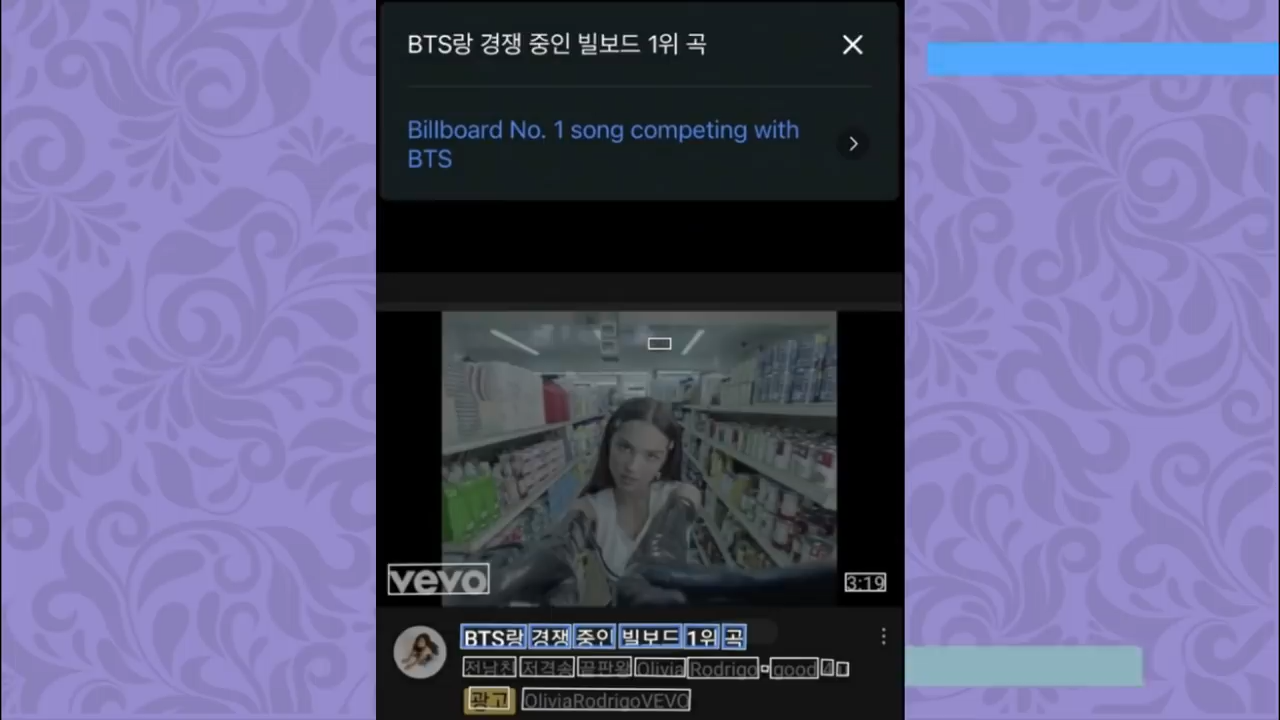 BTS랑 경쟁 중인 빌보드 1위 곡
Billboard No. 1 song competing with
BTS
vevo
3:19
BTS랑 경쟁 중인 빌보드 1위 곡
전남친 저격송 끝판왕 Olivia Rodrigo - good 4 u
광고 OliviaRodrigoVEVO